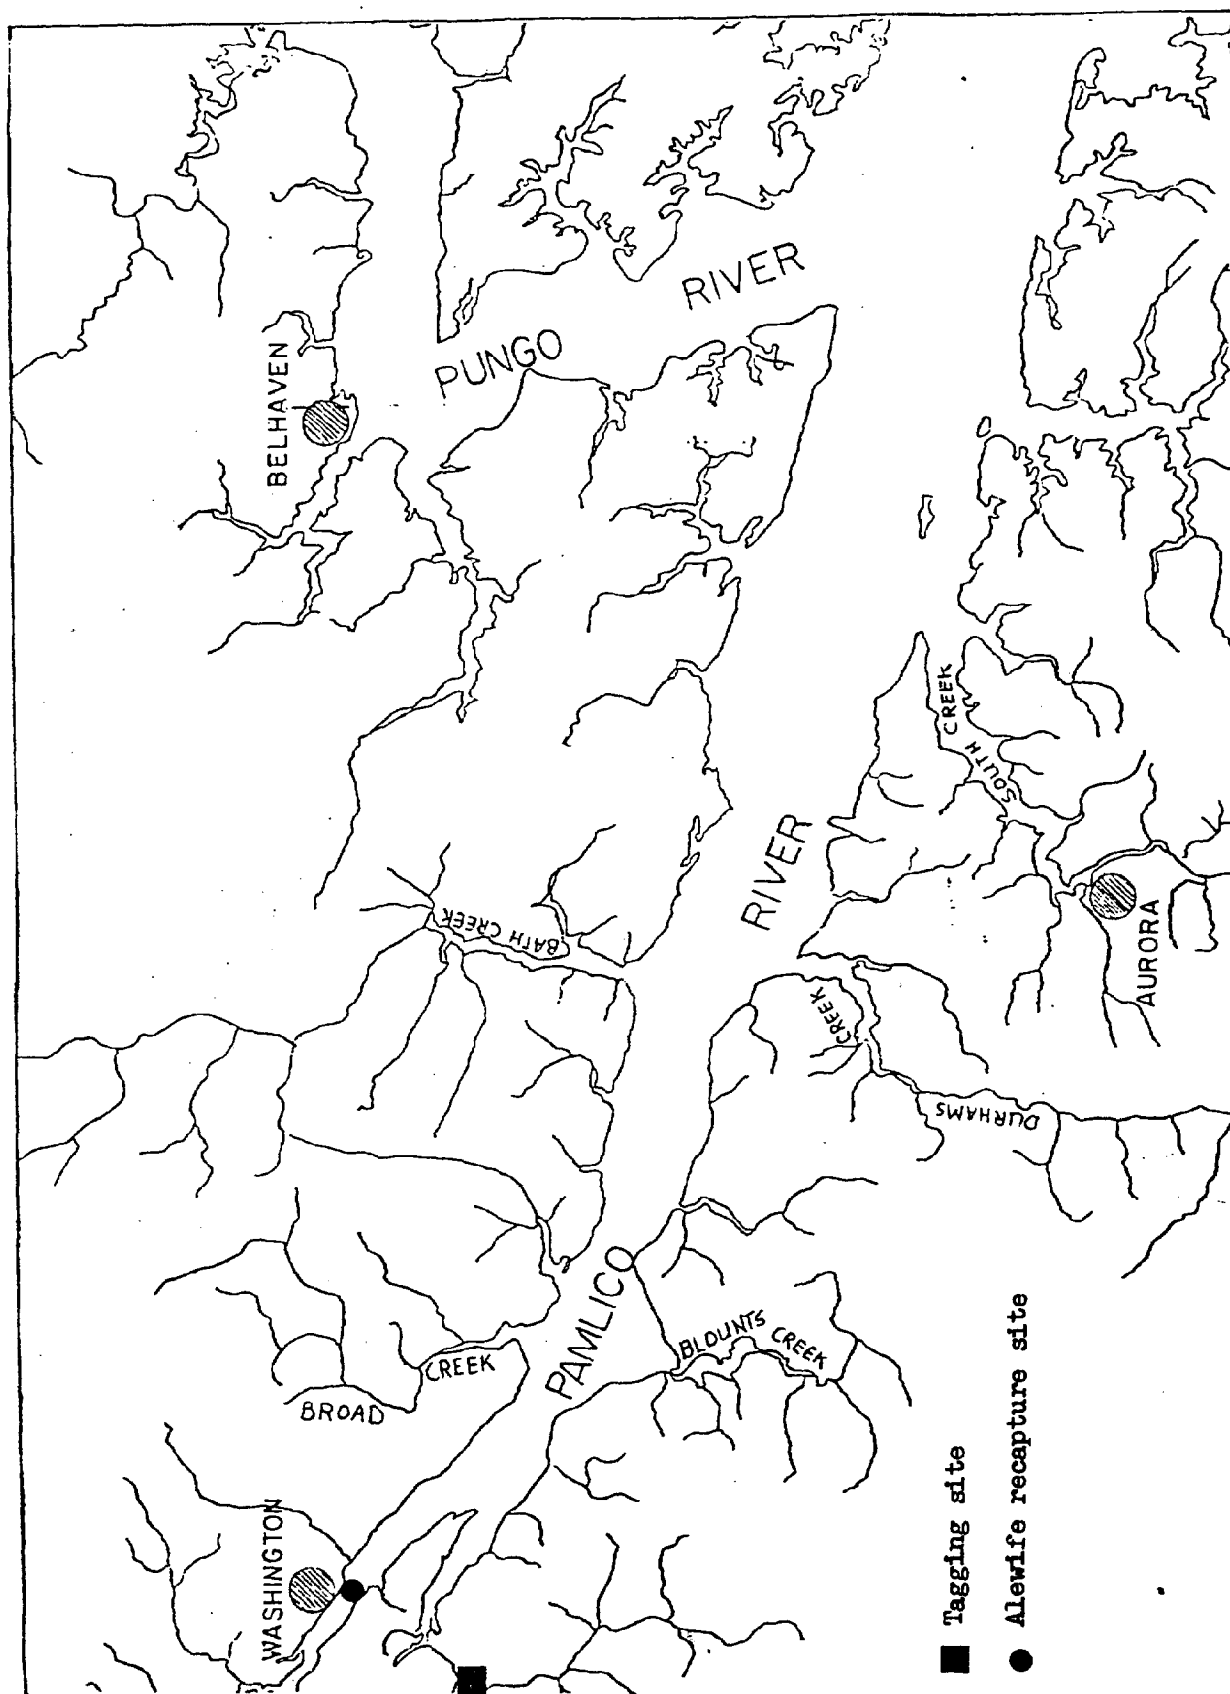 BELHAVEN
PUNGO
RIVER
WASHINGTON
BROAD
CREEK
BATH CREEK
PAMLICO
RIVER
BLOUNTS
CREEK
DURHAMS
CREEK
SOUTH CREEK
AURORA
Tagging site
Alewife recapture site